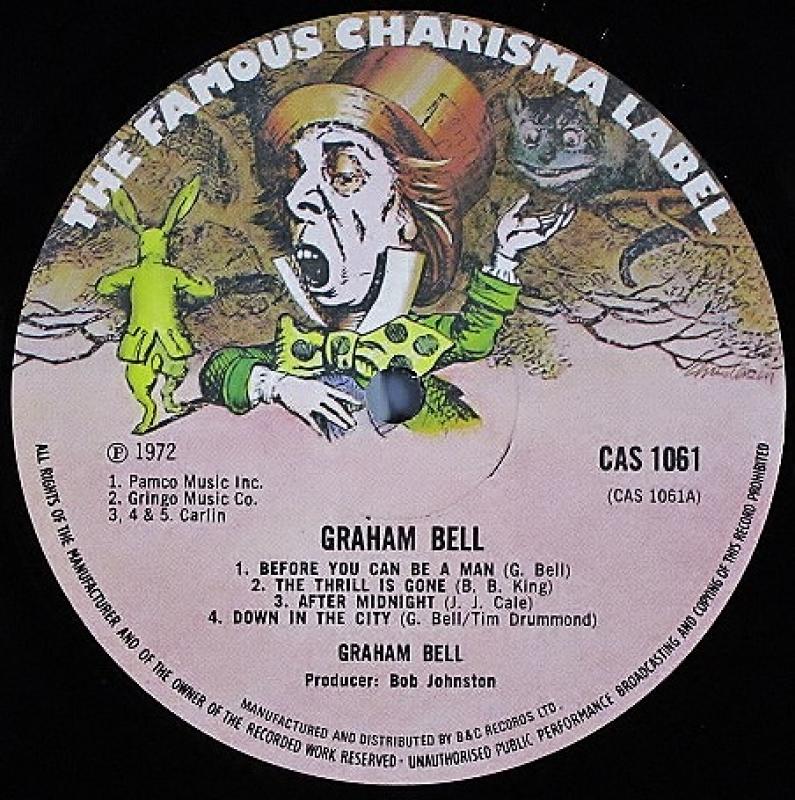 THE FAMOUS CHARISMA LABEL
℗ 1972
1. Pamco Music Inc.
2. Gringo Music Co.
3, 4 & 5. Carlin
CAS 1061
(CAS 1061A)
GRAHAM BELL
1. BEFORE YOU CAN BE A MAN (G. Bell)
2. THE THRILL IS GONE (B. B. King)
3. AFTER MIDNIGHT (J. J. Cale)
4. DOWN IN THE CITY (G. Bell/Tim Drummond)
GRAHAM BELL
Producer: Bob Johnston
MANUFACTURED AND DISTRIBUTED BY B&C RECORDS LTD.
ALL RIGHTS OF THE MANUFACTURER AND OF THE OWNER OF THE RECORDED WORK RESERVED · UNAUTHORISED PUBLIC PERFORMANCE BROADCASTING AND COPYING OF THIS RECORD PROHIBITED